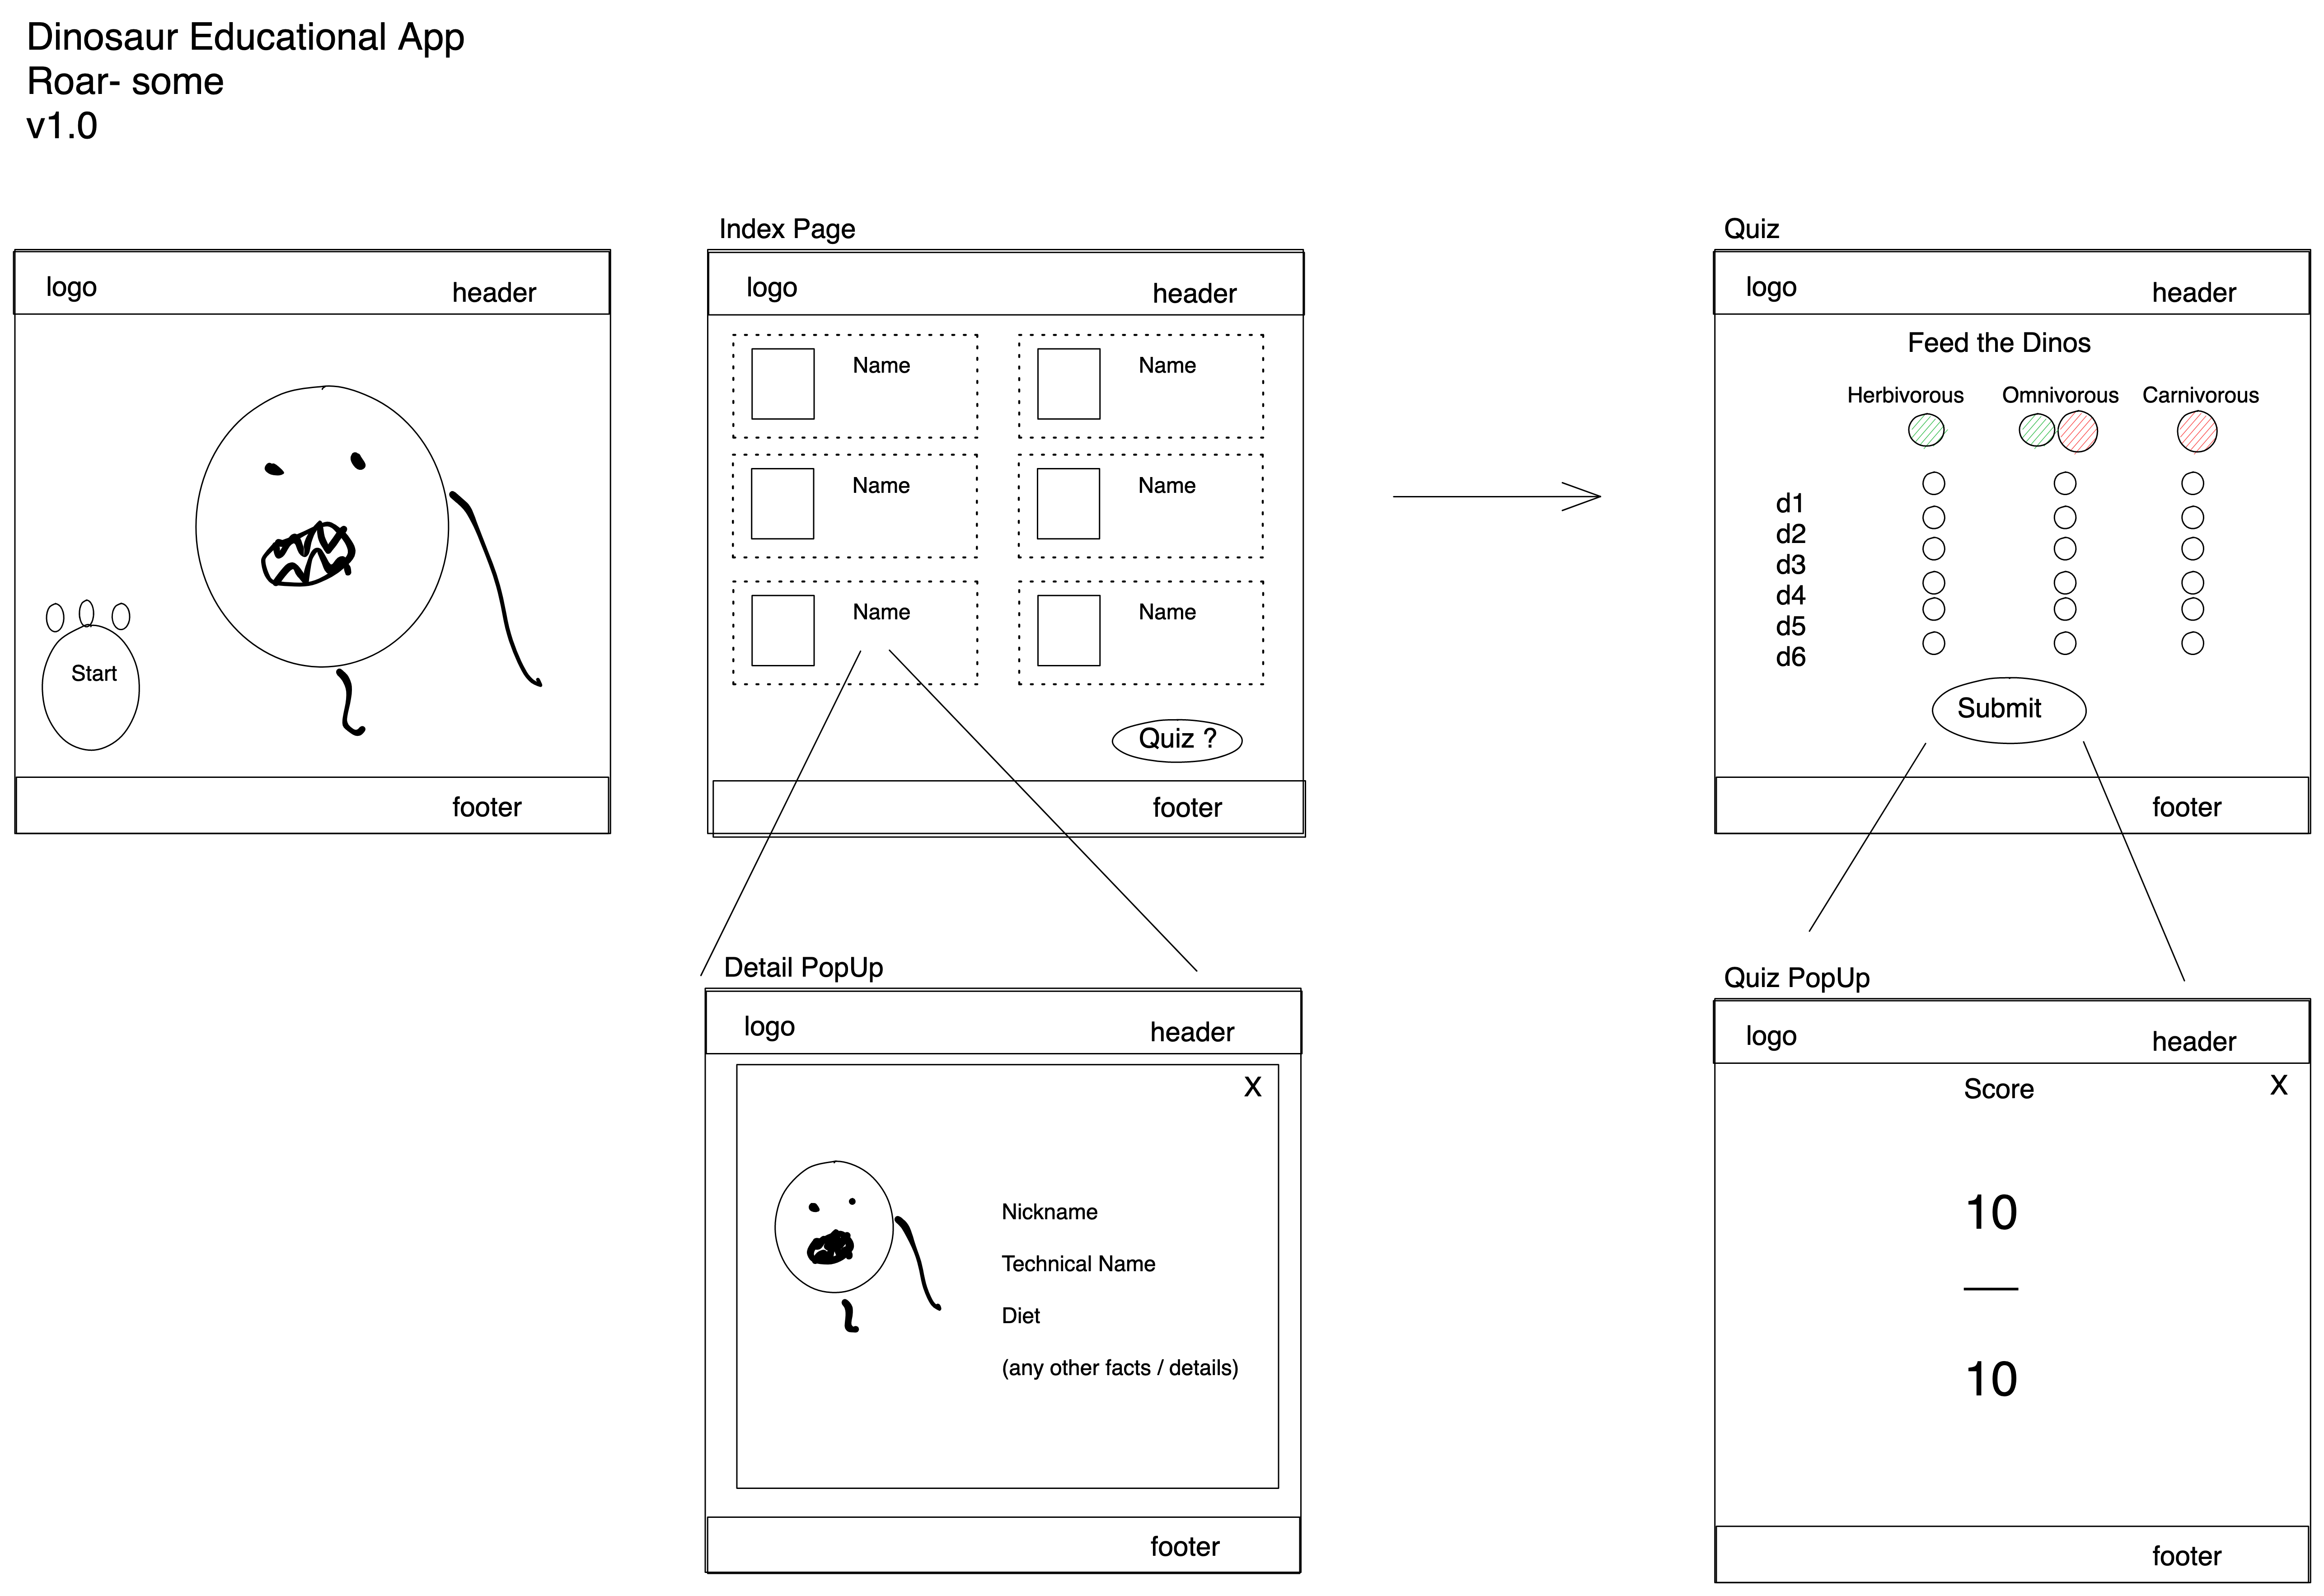 Dinosaur Educational App
Roar- some
v1.0
logo
header
Start
footer
Index Page
logo
header
Name
Name
Name
Name
Name
Name
Quiz ?
footer
Quiz
logo
header
Feed the Dinos
Herbivorous Omnivorous Carnivorous
d1
d2
d3
d4
d5
d6
Submit
footer
Detail PopUp
logo
header
X
Nickname
Technical Name
Diet
(any other facts / details)
footer
Quiz PopUp
logo
header
Score
X
10
10
footer